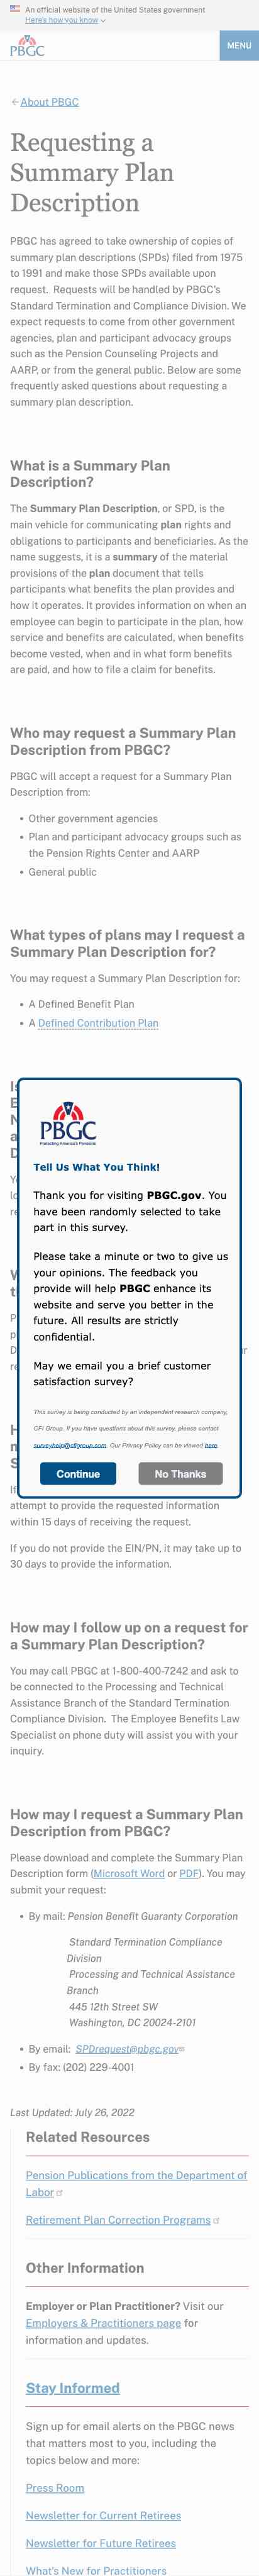 An official website of the United States government
Here's how you know
PBGC
MENU
About PBGC
Requesting a
Summary Plan
Description
PBGC has agreed to take ownership of copies of
summary plan descriptions (SPDs) filed from 1975
to 1991 and make those SPDs available upon
request. Requests will be handled by PBGC's
Standard Termination and Compliance Division. We
expect requests to come from other government
agencies, plan and participant advocacy groups
such as the Pension Counseling Projects and
AARP, or from the general public. Below are some
frequently asked questions about requesting a
summary plan description.
What is a Summary Plan
Description?
The Summary Plan Description, or SPD, is the
main vehicle for communicating plan rights and
obligations to participants and beneficiaries. As the
name suggests, it is a summary of the material
provisions of the plan document that tells
participants what benefits the plan provides and
how it operates. It provides information on when an
employee can begin to participate in the plan, how
service and benefits are calculated, when benefits
become vested, when and in what form benefits
are paid, and how to file a claim for benefits.
Who may request a Summary Plan
Description from PBGC?
PBGC will accept a request for a Summary Plan
Description from:
• Other government agencies
• Plan and participant advocacy groups such as
the Pension Rights Center and AARP
• General public
What types of plans may I request a
Summary Plan Description for?
You may request a Summary Plan Description for:
• A Defined Benefit Plan
• A Defined Contribution Plan
PBGC
Protecting America's Pensions
Tell Us What You Think!
Thank you for visiting PBGC.gov. You
have been randomly selected to take
part in this survey.
Please take a minute or two to give us
your opinions. The feedback you
provide will help PBGC enhance its
website and serve you better in the
future. All results are strictly
confidential.
May we email you a brief customer
satisfaction survey?
This survey is being conducted by an independent research company,
CFI Group. If you have questions about this survey, please contact
surveyhelp@cfigroup.com. Our Privacy Policy can be viewed here.
Continue
No Thanks
attempt to provide the requested information
within 15 days of receiving the request.
If you do not provide the EIN/PN, it may take up to
30 days to provide the information.
How may I follow up on a request for
a Summary Plan Description?
You may call PBGC at 1-800-400-7242 and ask to
be connected to the Processing and Technical
Assistance Branch of the Standard Termination
Compliance Division. The Employee Benefits Law
Specialist on phone duty will assist you with your
inquiry.
How may I request a Summary Plan
Description from PBGC?
Please download and complete the Summary Plan
Description form (Microsoft Word or PDF). You may
submit your request:
• By mail: Pension Benefit Guaranty Corporation
Standard Termination Compliance
Division
Processing and Technical Assistance
Branch
445 12th Street SW
Washington, DC 20024-2101
• By email: SPDrequest@pbgc.gov
• By fax: (202) 229-4001
Last Updated: July 26, 2022
Related Resources
Pension Publications from the Department of
Labor
Retirement Plan Correction Programs
Other Information
Employer or Plan Practitioner? Visit our
Employers & Practitioners page for
information and updates.
Stay Informed
Sign up for email alerts on the PBGC news
that matters most to you, including the
topics below and more:
Press Room
Newsletter for Current Retirees
Newsletter for Future Retirees
What's New for Practitioners